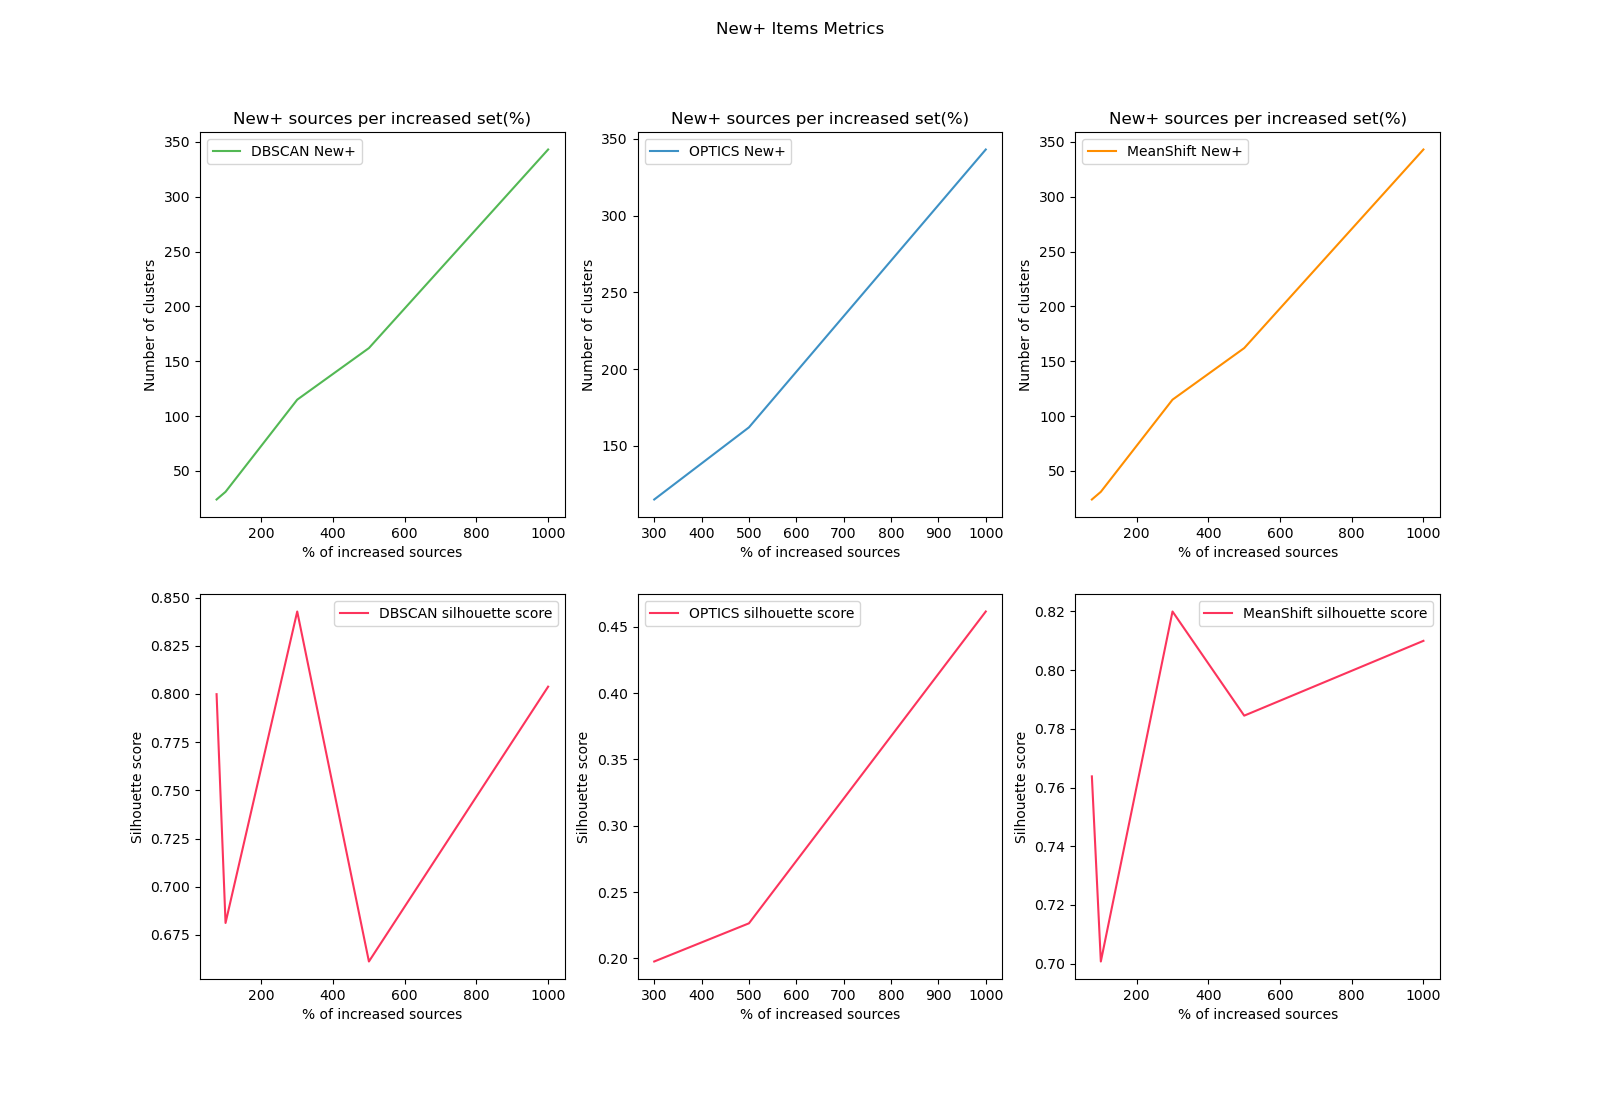 New+ Items Metrics
New+ sources per increased set(%)
New+ sources per increased set(%)
New+ sources per increased set(%)
DBSCAN New+
OPTICS New+
MeanShift New+
Number of clusters
350
300
250
200
150
100
50
200 400 600 800 1000
% of increased sources
Number of clusters
350
300
250
200
150
300 400 500 600 700 800 900 1000
% of increased sources
Number of clusters
350
300
250
200
150
100
50
200 400 600 800 1000
% of increased sources
DBSCAN silhouette score
Silhouette score
0.850
0.825
0.800
0.775
0.750
0.725
0.700
0.675
200 400 600 800 1000
% of increased sources
OPTICS silhouette score
Silhouette score
0.45
0.40
0.35
0.30
0.25
0.20
300 400 500 600 700 800 900 1000
% of increased sources
MeanShift silhouette score
Silhouette score
0.82
0.80
0.78
0.76
0.74
0.72
0.70
200 400 600 800 1000
% of increased sources